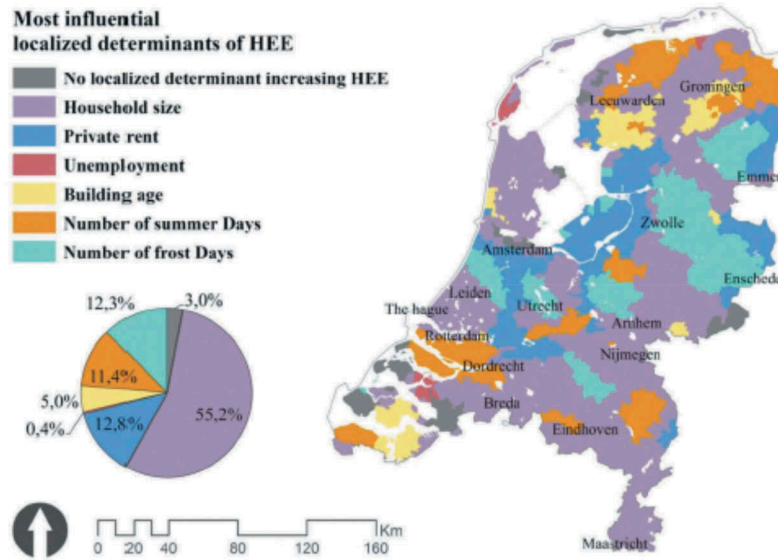 Most influential
localized determinants of HEE
No localized determinant increasing HEE
Household size
Private rent
Unemployment
Building age
Number of summer Days
Number of frost Days
12,3%
3,0%
11,4%
5,0%
0,4%
12,8%
55,2%
Km
0 10 20 40 80 120 160
Groningen
Leeuwarden
Emmen
Zwolle
Amsterdam
Enschede
Leiden
Utrecht
The hague
Arnhem
Rotterdam
Nijmegen
Dordrecht
Breda
Eindhoven
Maastricht